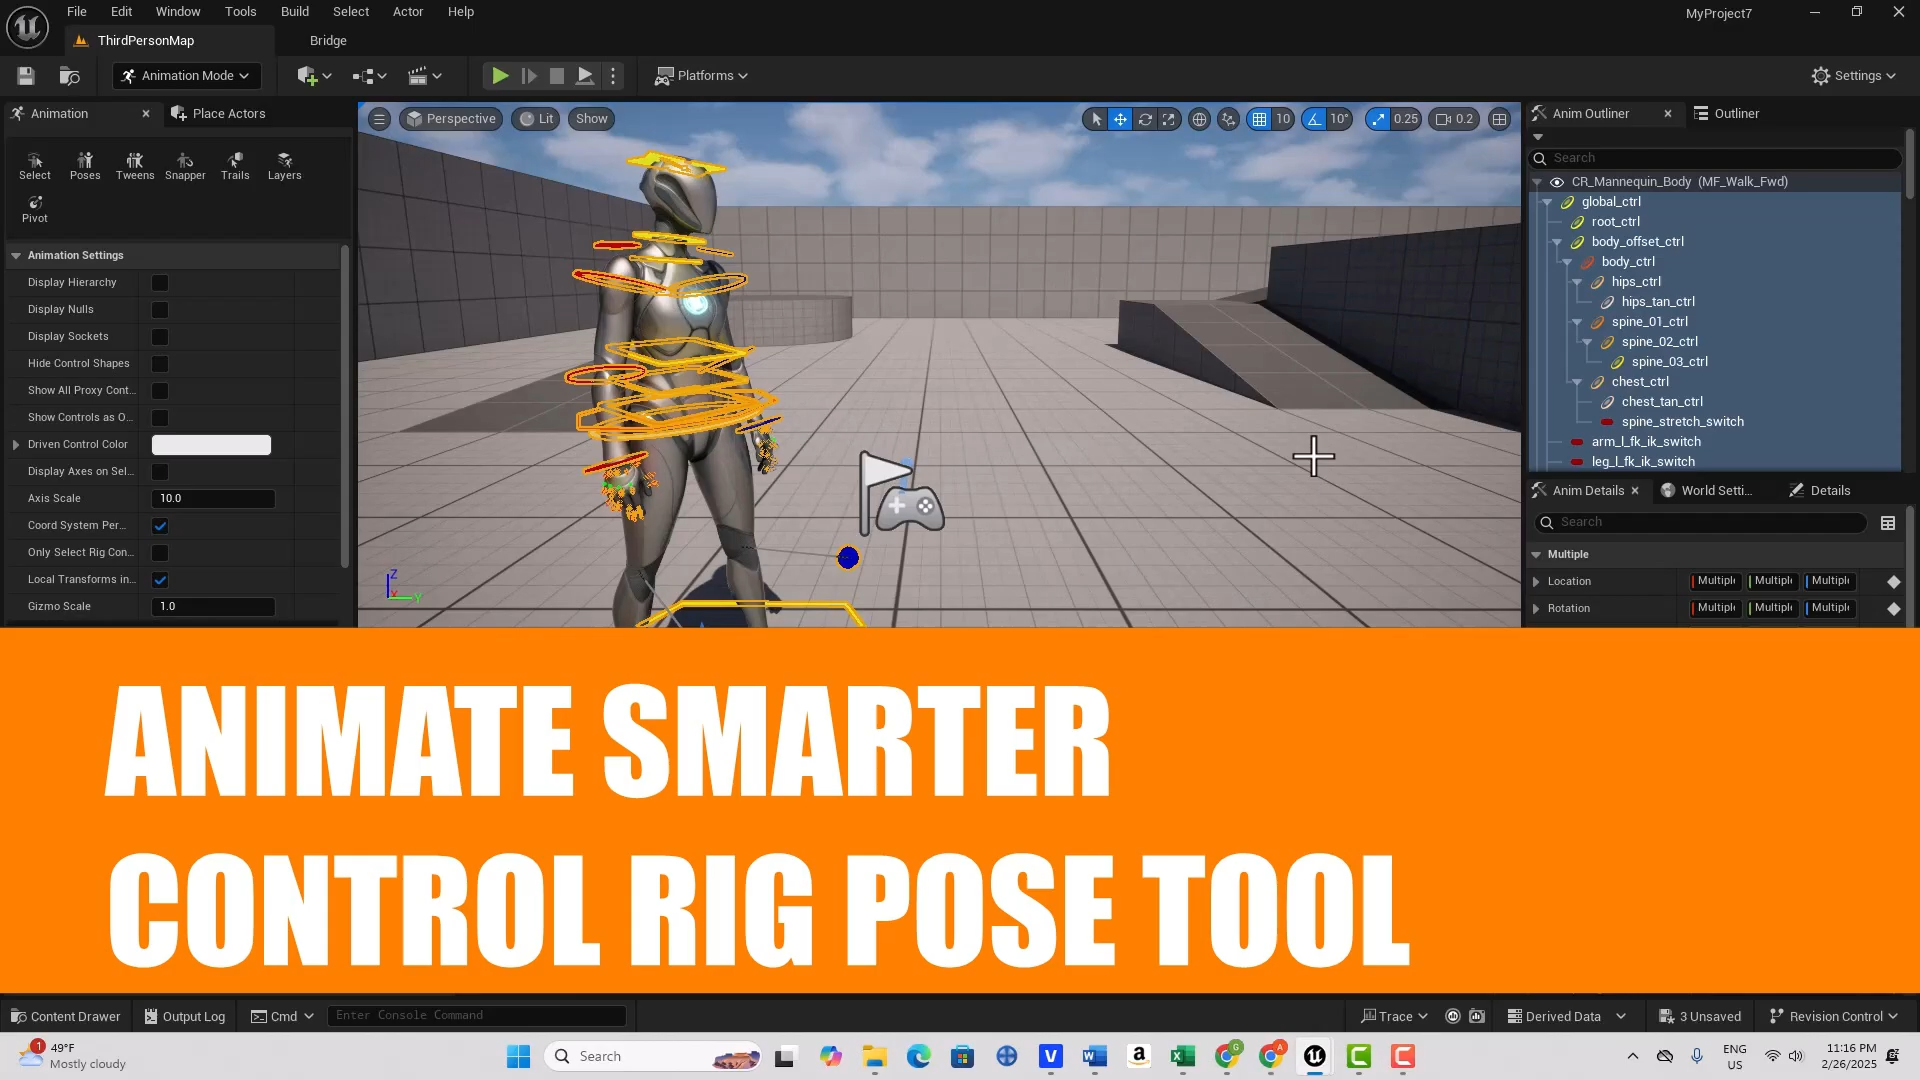 File Edit Window Tools Build Select Actor Help
MyProject7
ThirdPersonMap
Bridge
Animation Mode
Platforms
Settings
Animation
Place Actors
Select Poses Tweens Snapper Trails Layers
Pivot
Animation Settings
Display Hierarchy
Display Nulls
Display Sockets
Hide Control Shapes
Show All Proxy Cont...
Show Controls as O...
Driven Control Color
Display Axes on Sel...
Axis Scale 10.0
Coord System Per...
Only Select Rig Con...
Local Transforms in...
Gizmo Scale 1.0
Perspective Lit Show
10 10° 0.25 0.2
Z
X Y
Anim Outliner
Outliner
Search
CR_Mannequin_Body (MF_Walk_Fwd)
global_ctrl
root_ctrl
body_offset_ctrl
body_ctrl
hips_ctrl
hips_tan_ctrl
spine_01_ctrl
spine_02_ctrl
spine_03_ctrl
chest_ctrl
chest_tan_ctrl
spine_stretch_switch
arm_l_fk_ik_switch
leg_l_fk_ik_switch
Anim Details
World Setti...
Details
Search
Multiple
Location Multipl Multipl Multipl
Rotation Multipl Multipl Multipl
ANIMATE SMARTER
CONTROL RIG POSE TOOL
Content Drawer
Output Log
Cmd
Enter Console Command
Trace
Derived Data
3 Unsaved
Revision Control
1
49°F
Mostly cloudy
Search
ENG
US
11:16 PM
2/26/2025